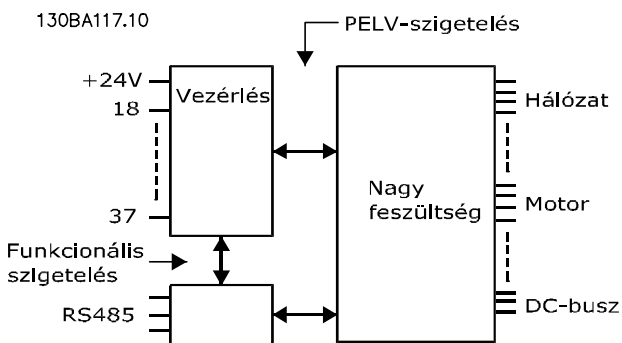 130BA117.10
PELV-szigetelés
+24V
Vezérlés
18
Hálózat
37
Nagy
feszültség
Motor
Funkcionális
szigetelés
RS485
DC-busz